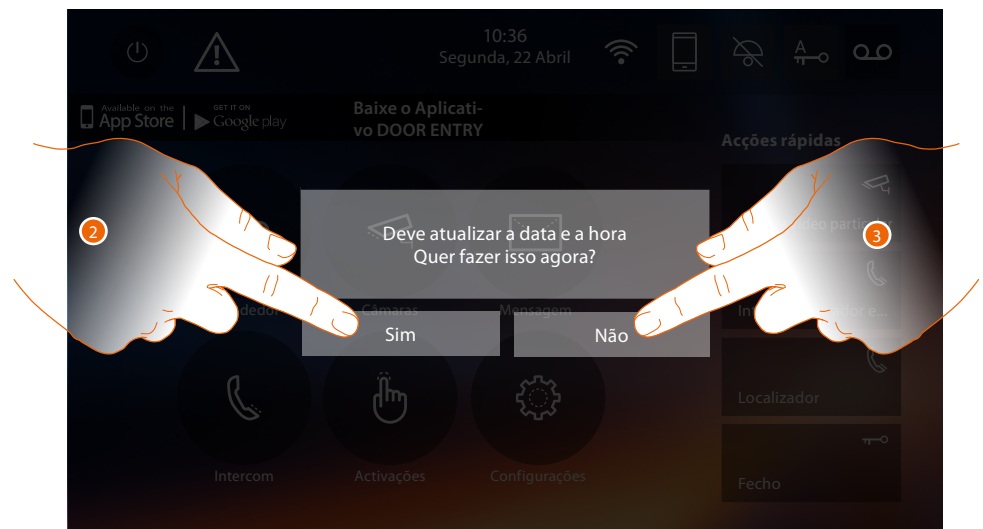 10:36
Segunda, 22 Abril
A
Available on the
App Store
GET IT ON
Google play
Baixe o Aplicati-
vo DOOR ENTRY
Acções rápidas
2
3
Deve atualizar a data e a hora
Quer fazer isso agora?
Câmaras
Mensagem
Sim
Não
Localizador
Intercom
Activações
Configurações
Fecho